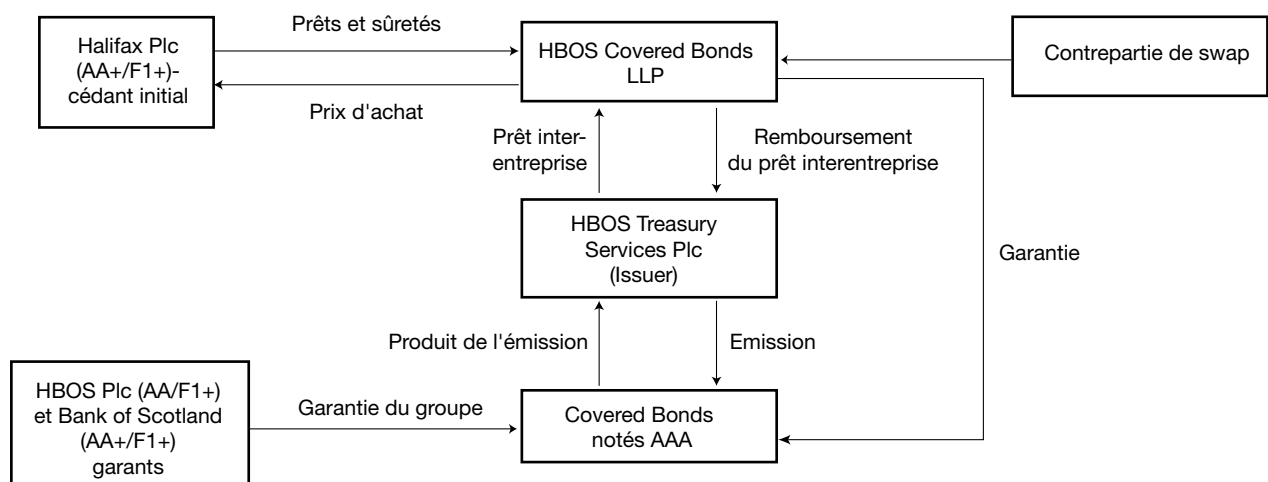 Prêts et sûretés
Halifax Plc
(AA+/F1+)-
cédant initial
HBOS Covered Bonds
LLP
Contrepartie de swap
Prix d'achat
Prêt inter-
entreprise
Remboursement
du prêt interentreprise
HBOS Treasury
Services Plc
(Issuer)
Garantie
Produit de l'émission
Emission
HBOS Plc (AA/F1+)
et Bank of Scotland
(AA+/F1+)
garants
Garantie du groupe
Covered Bonds
notés AAA